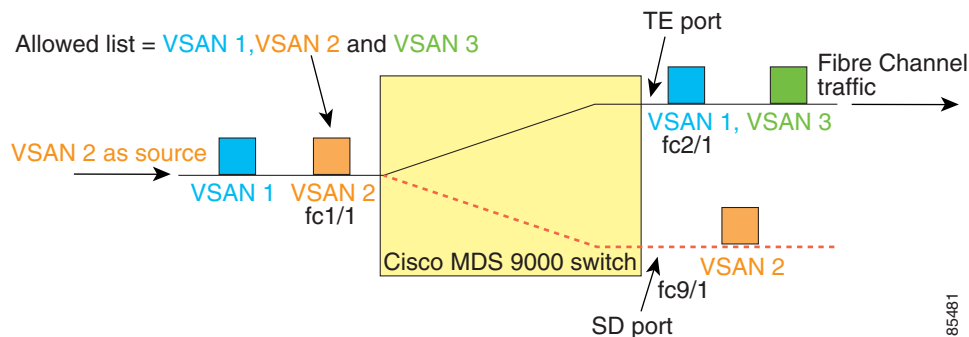 TE port
Allowed list = VSAN 1,VSAN 2 and VSAN 3
Fibre Channel
traffic
VSAN 1, VSAN 3
fc2/1
VSAN 2 as source
VSAN 1
VSAN 2
fc1/1
Cisco MDS 9000 switch
VSAN 2
fc9/1
SD port
85481